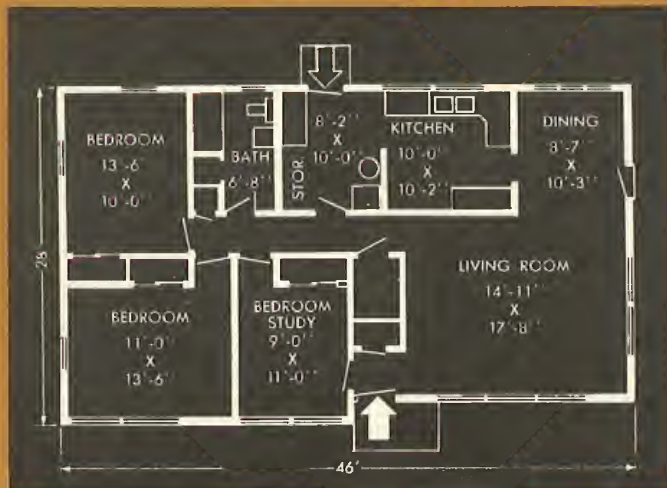 BEDROOM
13'-6"
X
10'-0"
BATH
6'-8"
STOR.
8'-2"
X
10'-0"
KITCHEN
10'-0"
X
10'-2"
DINING
8'-7"
X
10'-3"
28'
BEDROOM
11'-0"
X
13'-6"
BEDROOM
STUDY
9'-0"
X
11'-0"
LIVING ROOM
14'-11"
X
17'-8"
46'